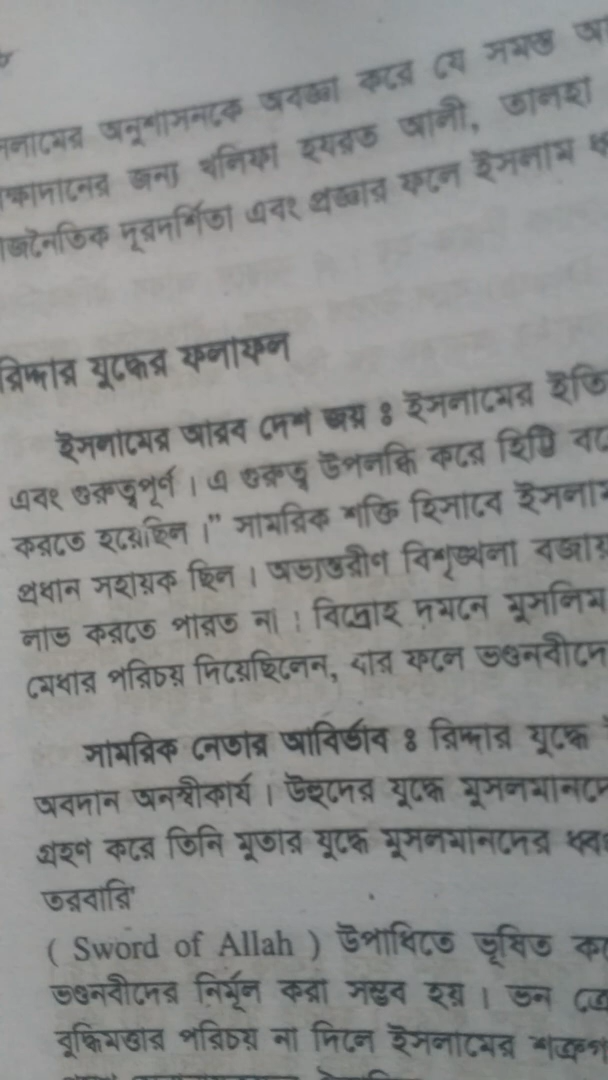 অনুশাসনকে অবজ্ঞা করে যে সমস্ত
জন্য খলিফা হযরত আলী, তালহা
দূরদর্শিতা এবং প্রজ্ঞার ফলে ইসলাম
রিদ্দার যুদ্ধের ফলাফল
ইসলামের আরব দেশ জয় ঃ ইসলামের ইতি
এবং গুরুত্বপূর্ণ । এ গুরুত্ব উপলব্ধি করে হিট্টি
করতে হয়েছিল ।" সামরিক শক্তি হিসাবে ইসলাম
প্রধান সহায়ক ছিল । অভ্যন্তরীণ বিশৃঙ্খলা বজায়
লাভ করতে পারত না । বিদ্রোহ দমনে মুসলিম
মেধার পরিচয় দিয়েছিলেন, যার ফলে ভণ্ডনবীদে
সামরিক নেতার আবির্ভাব ঃ রিদ্দার যুদ্ধে
অবদান অনস্বীকার্য । উহুদের যুদ্ধে মুসলমানদে
গ্রহণ করে তিনি মুতার যুদ্ধে মুসলমানদের
তরবারি'
( Sword of Allah ) উপাধিতে ভূষিত
ভণ্ডনবীদের নির্মূল করা সম্ভব হয় । ভন
বুদ্ধিমত্তার পরিচয় না দিলে ইসলামের